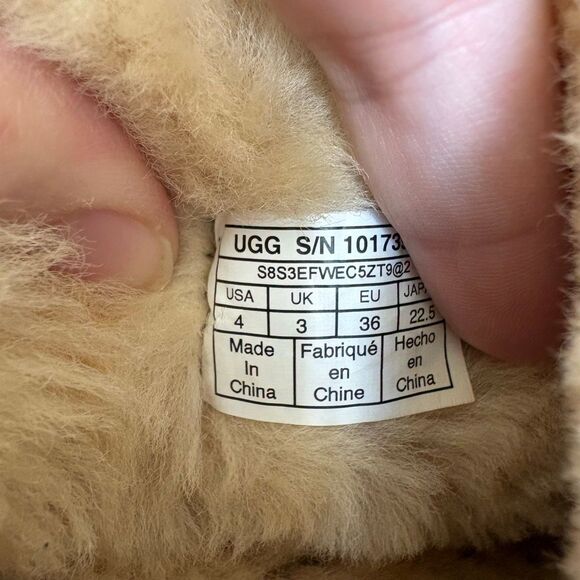 UGG S/N 10173
S8S3EFWEC5ZT9@2
USA UK EU JAP
4 3 36 22.5
Made In China Fabriqué en Chine Hecho en China